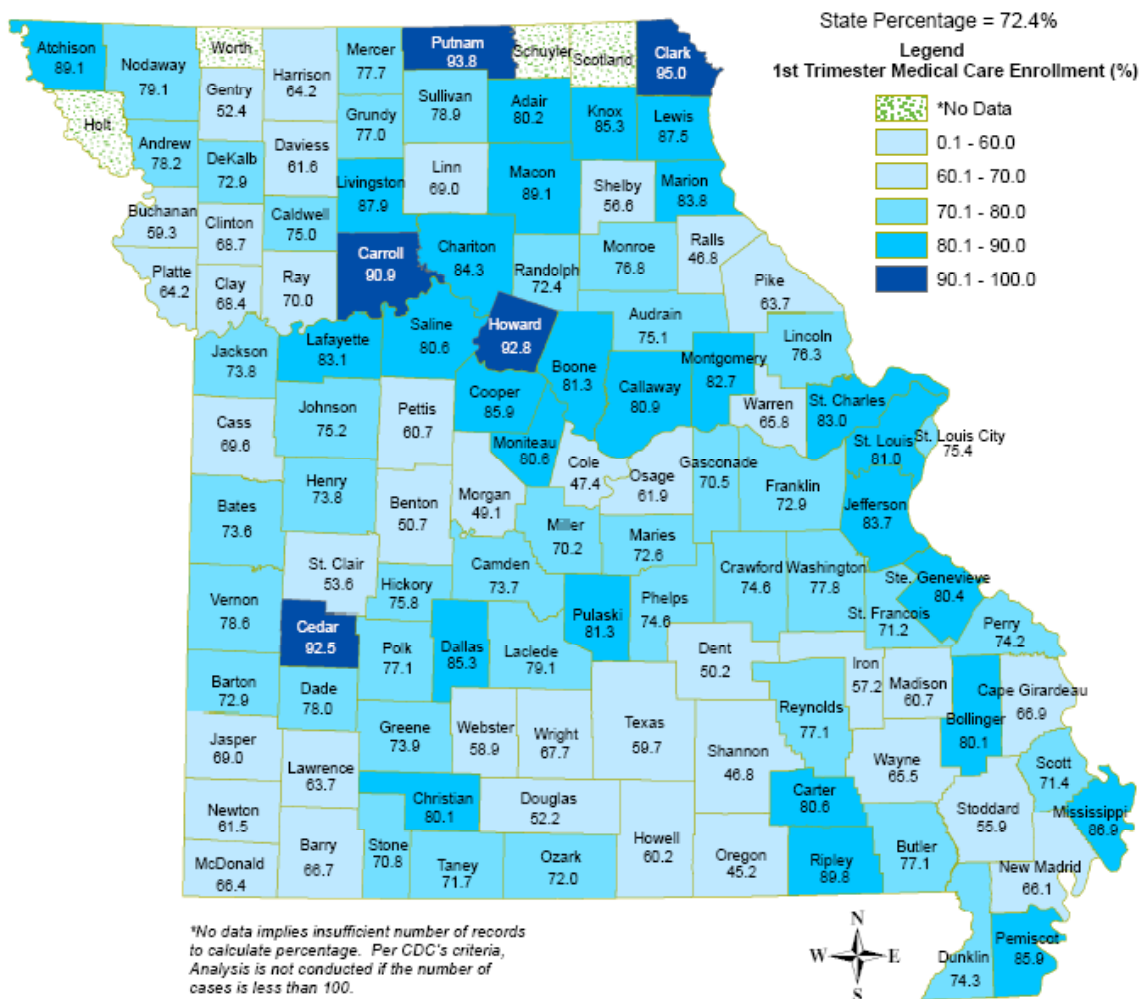 State Percentage = 72.4%
Legend
1st Trimester Medical Care Enrollment (%)
*No Data
0.1 - 60.0
60.1 - 70.0
70.1 - 80.0
80.1 - 90.0
90.1 - 100.0
Atchison
89.1
Nodaway
79.1
Worth
Gentry
52.4
Harrison
64.2
Mercer
77.7
Putnam
93.8
Schuyler
Scotland
Clark
95.0
Holt
Andrew
78.2
DeKalb
72.9
Daviess
61.6
Grundy
77.0
Sullivan
78.9
Adair
80.2
Knox
85.3
Lewis
87.5
Buchanan
59.3
Clinton
68.7
Caldwell
75.0
Livingston
87.9
Linn
69.0
Macon
89.1
Shelby
56.6
Marion
83.8
Platte
64.2
Clay
68.4
Ray
70.0
Carroll
90.9
Chariton
84.3
Randolph
72.4
Monroe
76.8
Ralls
46.8
Pike
63.7
Jackson
73.8
Lafayette
83.1
Saline
80.6
Howard
92.8
Boone
81.3
Audrain
75.1
Callaway
80.9
Montgomery
82.7
Lincoln
76.3
Warren
65.8
St. Charles
83.0
St. Louis
81.0
St. Louis City
75.4
Cass
69.6
Johnson
75.2
Pettis
60.7
Cooper
85.9
Moniteau
80.6
Cole
47.4
Osage
61.9
Gasconade
70.5
Franklin
72.9
Jefferson
83.7
Bates
73.6
Henry
73.8
Benton
50.7
Morgan
49.1
Miller
70.2
Maries
72.6
St. Clair
53.6
Hickory
75.8
Camden
73.7
Pulaski
81.3
Phelps
74.6
Crawford
74.6
Washington
77.8
Ste. Genevieve
80.4
St. Francois
71.2
Perry
74.2
Vernon
78.6
Cedar
92.5
Polk
77.1
Dallas
85.3
Laclede
79.1
Dent
50.2
Iron
57.2
Madison
60.7
Bollinger
80.1
Cape Girardeau
66.9
Barton
72.9
Dade
78.0
Greene
73.9
Webster
58.9
Wright
67.7
Texas
59.7
Shannon
46.8
Reynolds
77.1
Wayne
65.5
Scott
71.4
Jasper
69.0
Lawrence
63.7
Christian
80.1
Douglas
52.2
Howell
60.2
Carter
80.6
Stoddard
55.9
Mississippi
86.9
Newton
61.5
McDonald
66.4
Barry
66.7
Stone
70.8
Taney
71.7
Ozark
72.0
Oregon
45.2
Ripley
89.8
Butler
77.1
New Madrid
66.1
Dunklin
74.3
Pemiscot
85.9
*No data implies insufficient number of records
to calculate percentage. Per CDC's criteria,
Analysis is not conducted if the number of
cases is less than 100.
N
W
E
S